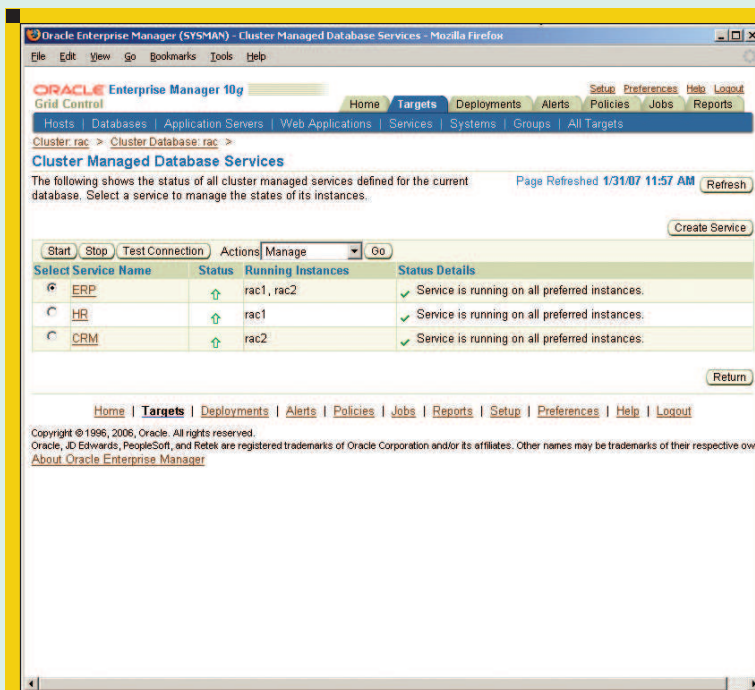 Oracle Enterprise Manager (SYSMAN) - Cluster Managed Database Services - Mozilla Firefox
File Edit View Go Bookmarks Tools Help
ORACLE Enterprise Manager 10g
Setup Preferences Help Logout
Grid Control
Home Targets Deployments Alerts Policies Jobs Reports
Hosts | Databases | Application Servers | Web Applications | Services | Systems | Groups | All Targets
Cluster: rac > Cluster Database: rac >
Cluster Managed Database Services
The following shows the status of all cluster managed services defined for the current
database. Select a service to manage the states of its instances.
Page Refreshed 1/31/07 11:57 AM Refresh
Create Service
Start Stop Test Connection Actions Manage Go
Select Service Name Status Running Instances Status Details
ERP rac1, rac2 Service is running on all preferred instances.
HR rac1 Service is running on all preferred instances.
CRM rac2 Service is running on all preferred instances.
Return
Home | Targets | Deployments | Alerts | Policies | Jobs | Reports | Setup | Preferences | Help | Logout
Copyright © 1996, 2006, Oracle. All rights reserved.
Oracle, JD Edwards, PeopleSoft, and Retek are registered trademarks of Oracle Corporation and/or its affiliates. Other names may be trademarks of their respective ow
About Oracle Enterprise Manager